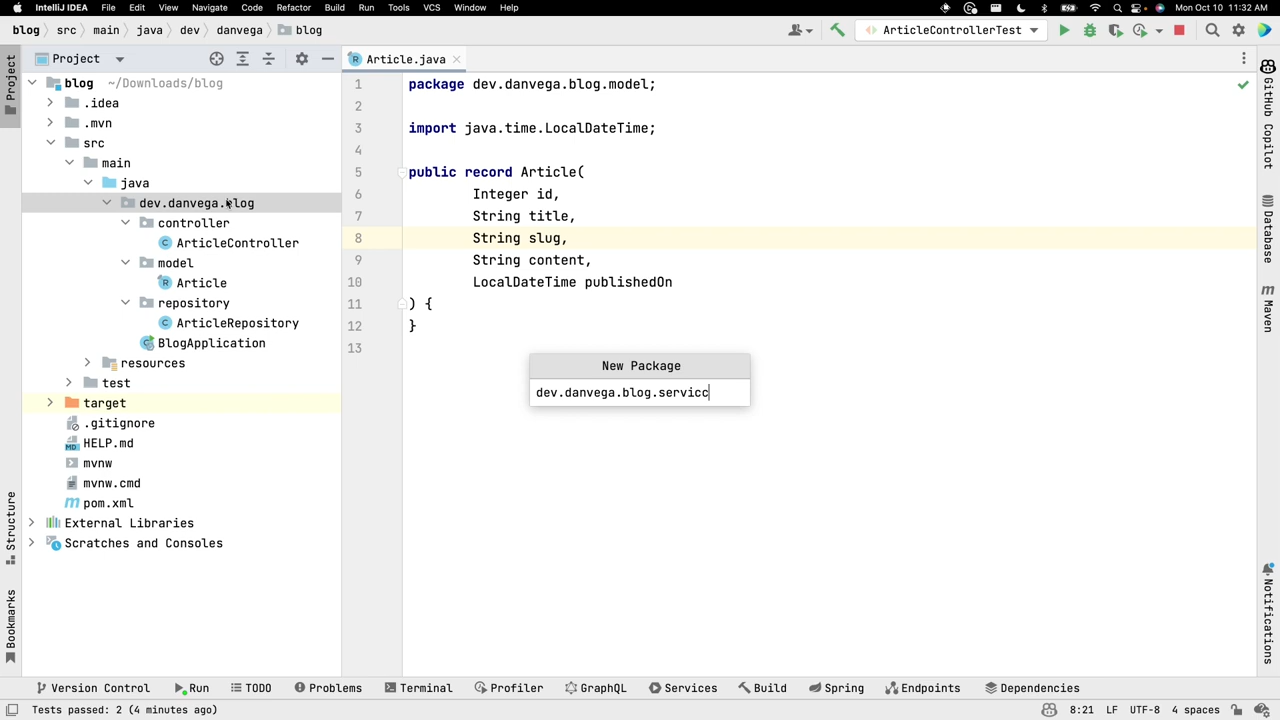 IntelliJ IDEA File Edit View Navigate Code Refactor Build Run Tools VCS Window Help Mon Oct 10 11:32 AM
blog src main java dev danvega blog ArticleControllerTest
Project Article.java
Project
blog ~/Downloads/blog
.idea
.mvn
src
main
java
dev.danvega.blog
controller
ArticleController
model
Article
repository
ArticleRepository
BlogApplication
resources
test
target
.gitignore
HELP.md
mvnw
mvnw.cmd
pom.xml
External Libraries
Scratches and Consoles
Structure
Bookmarks
1 package dev.danvega.blog.model;
2
3 import java.time.LocalDateTime;
4
5 public record Article(
6 Integer id,
7 String title,
8 String slug,
9 String content,
10 LocalDateTime publishedOn
11 ) {
12 }
13
New Package
dev.danvega.blog.servicc
GitHub Copilot
Database
Maven
Notifications
Version Control Run TODO Problems Terminal Profiler GraphQL Services Build Spring Endpoints Dependencies
Tests passed: 2 (4 minutes ago) 8:21 LF UTF-8 4 spaces